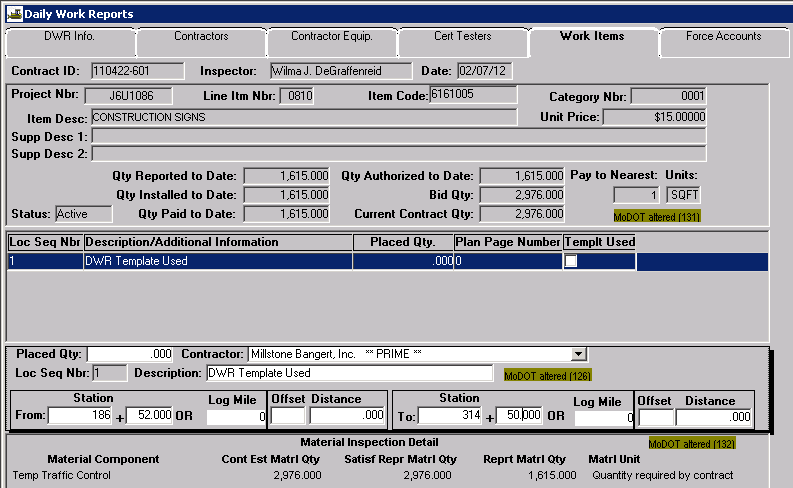 Daily Work Reports
DWR Info. Contractors Contractor Equip. Cert Testers Work Items Force Accounts
Contract ID: 110422-601 Inspector: Wilma J. DeGraffenreid Date: 02/07/12
Project Nbr: J6U1086 Line Itm Nbr: 0810 Item Code: 6161005 Category Nbr: 0001
Item Desc: CONSTRUCTION SIGNS Unit Price: $15.00000
Supp Desc 1:
Supp Desc 2:
Qty Reported to Date: 1,615.000 Qty Authorized to Date: 1,615.000 Pay to Nearest: Units:
Qty Installed to Date: 1,615.000 Bid Qty: 2,976.000 1 SQFT
Status: Active Qty Paid to Date: 1,615.000 Current Contract Qty: 2,976.000 MoDOT altered (131)
Loc Seq Nbr Description/Additional Information Placed Qty. Plan Page Number Templt Used
1 DWR Template Used .000 0
Placed Qty: .000 Contractor: Millstone Bangert, Inc. ** PRIME **
Loc Seq Nbr: 1 Description: DWR Template Used MoDOT altered (126)
Station Log Mile Offset Distance Station Log Mile Offset Distance
From: 186 + 52.000 OR 0 .000 To: 314 + 50.000 OR 0 .000
Material Inspection Detail MoDOT altered (132)
Material Component Cont Est Matrl Qty Satisf Repr Matrl Qty Reprt Matrl Qty Matrl Unit
Temp Traffic Control 2,976.000 2,976.000 1,615.000 Quantity required by contract